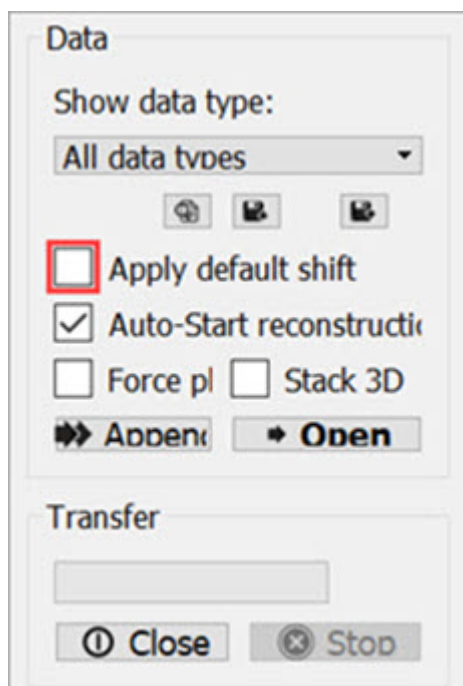 Data
Show data type:
All data types
Apply default shift
Auto-Start reconstructi
Force pl Stack 3D
Append Open
Transfer
Close Stop